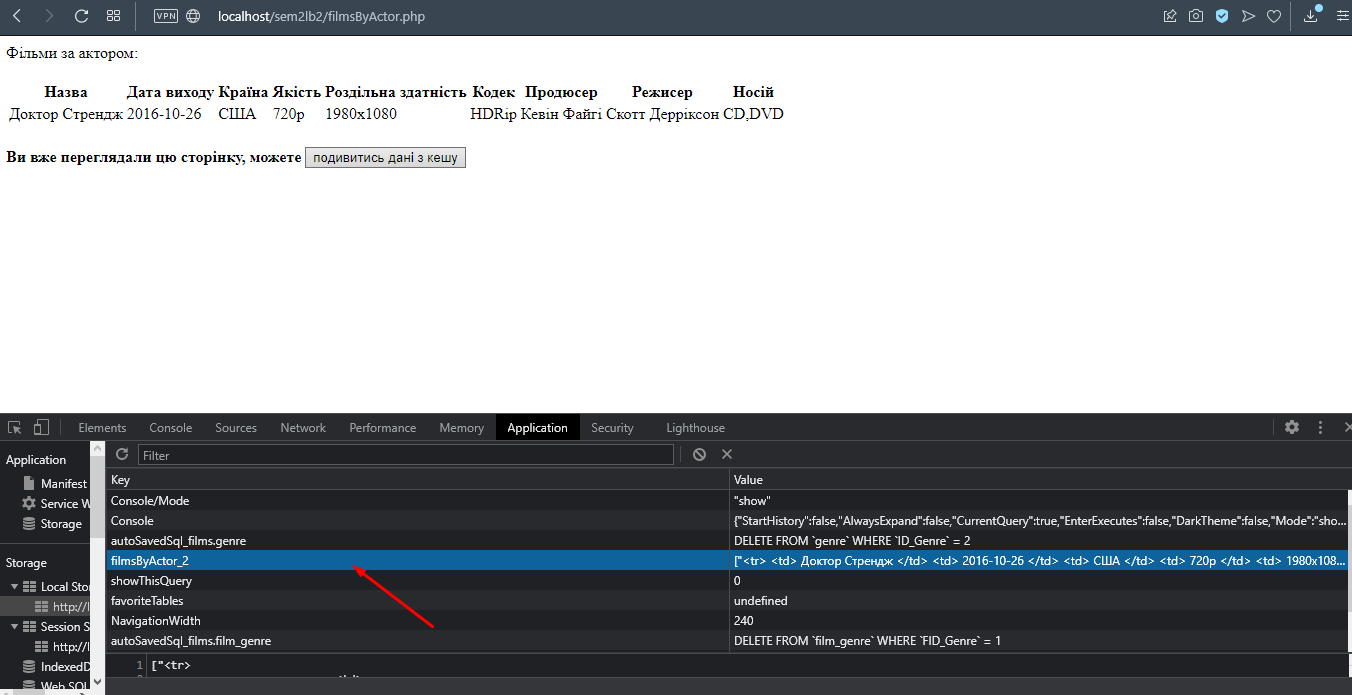 VPN localhost/sem2lb2/filmsByActor.php
Фільми за актором:
Назва Дата виходу Країна Якість Роздільна здатність Кодек Продюсер Режисер Носій
Доктор Стрендж 2016-10-26 США 720p 1980x1080 HDRip Кевін Файгі Скотт Дерріксон CD,DVD
Ви вже переглядали цю сторінку, можете подивитись дані з кешу
Elements Console Sources Network Performance Memory Application Security Lighthouse
Application
Manifest
Service W
Storage
Storage
Local Sto
http://l
Session S
http://l
IndexedD
Web SQL
Filter
Key Value
Console/Mode "show"
Console {"StartHistory":false,"AlwaysExpand":false,"CurrentQuery":true,"EnterExecutes":false,"DarkTheme":false,"Mode":"sho...
autoSavedSql_films.genre DELETE FROM `genre` WHERE `ID_Genre` = 2
filmsByActor_2 ["<tr> <td> Доктор Стрендж </td> <td> 2016-10-26 </td> <td> США </td> <td> 720p </td> <td> 1980x108...
showThisQuery 0
favoriteTables undefined
NavigationWidth 240
autoSavedSql_films.film_genre DELETE FROM `film_genre` WHERE `FID_Genre` = 1
1 ["<tr>